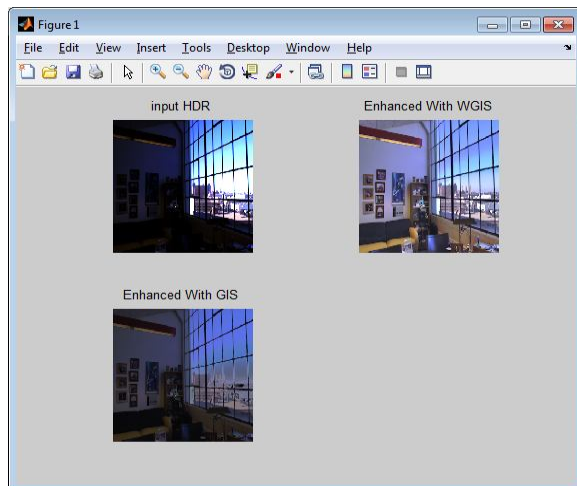 Figure 1
File Edit View Insert Tools Desktop Window Help
input HDR
Enhanced With WGIS
Enhanced With GIS